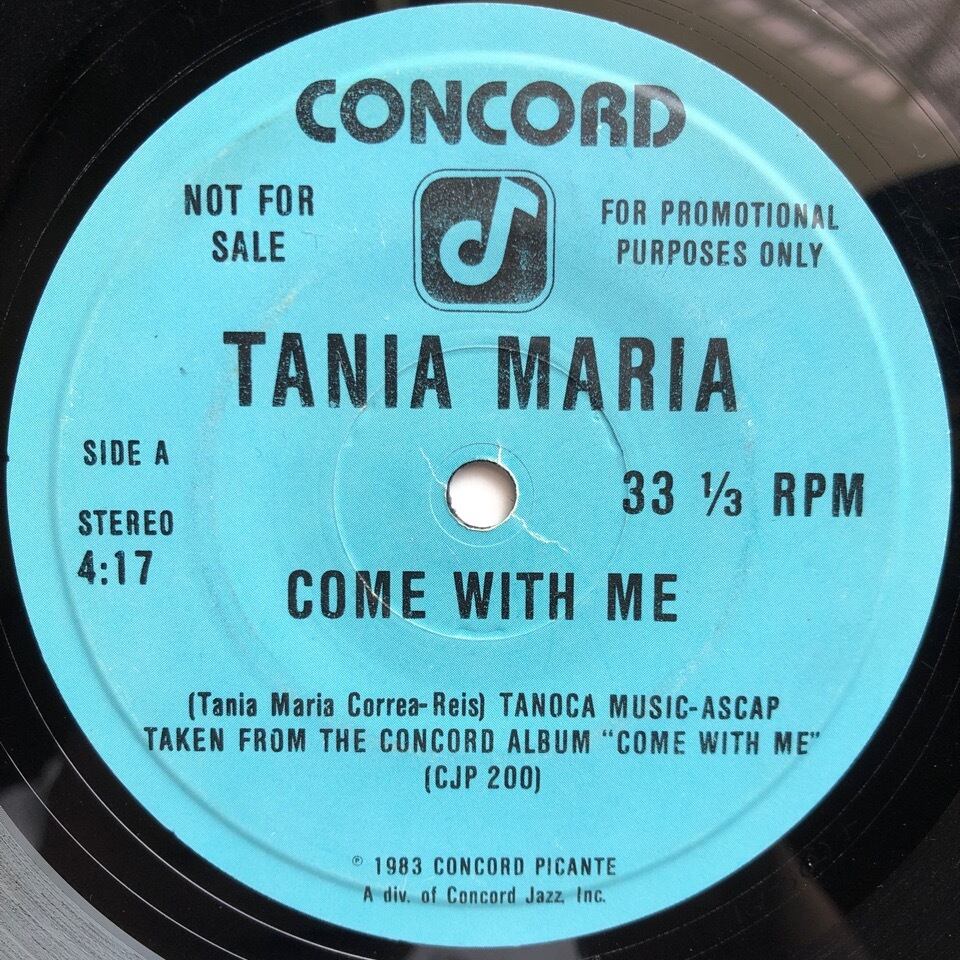 CONCORD
NOT FOR
SALE
FOR PROMOTIONAL
PURPOSES ONLY
TANIA MARIA
SIDE A
STEREO
4:17
33 ⅓ RPM
COME WITH ME
(Tania Maria Correa-Reis) TANOCA MUSIC-ASCAP
TAKEN FROM THE CONCORD ALBUM "COME WITH ME"
(CJP 200)
℗ 1983 CONCORD PICANTE
A div. of Concord Jazz, Inc.